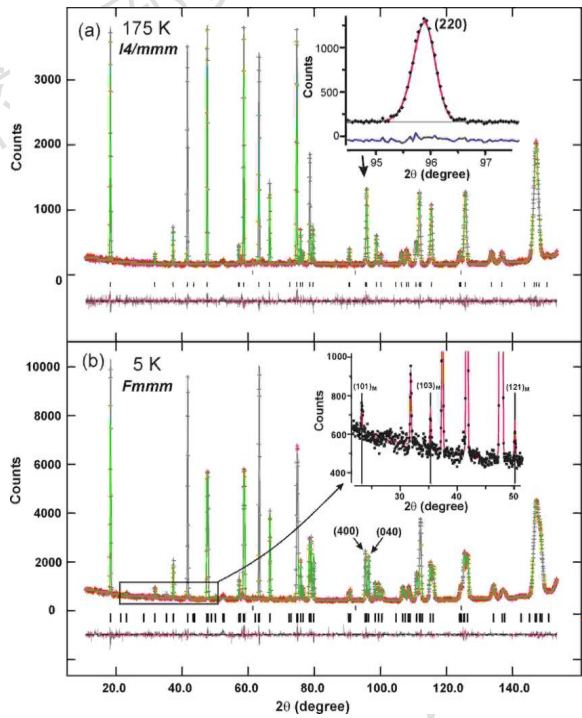 (a) 175 K
I4/mmm
(220)
Counts
1000
500
0
95 96 97
2θ (degree)
Counts
3000
2000
1000
0
(b) 5 K
Fmmm
(101)M (103)M (121)M
Counts
1000
800
600
400
30 40 50
2θ (degree)
(400) (040)
Counts
10000
8000
6000
4000
2000
0
20.0 40.0 60.0 80.0 100.0 120.0 140.0
2θ (degree)